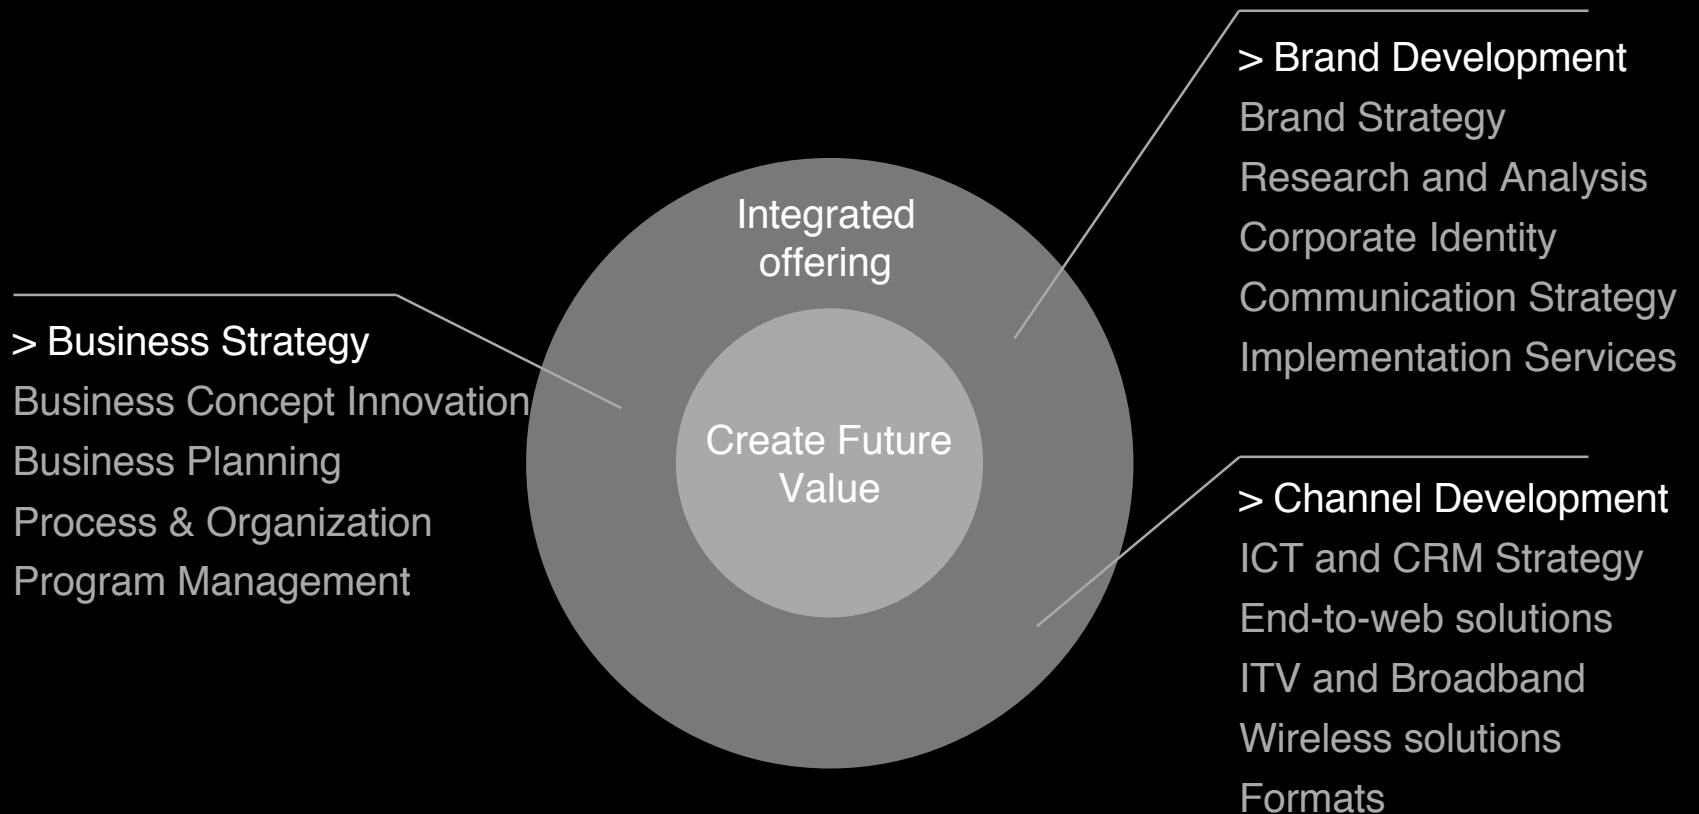 Integrated
offering
Create Future
Value
> Business Strategy
Business Concept Innovation
Business Planning
Process & Organization
Program Management
> Brand Development
Brand Strategy
Research and Analysis
Corporate Identity
Communication Strategy
Implementation Services
> Channel Development
ICT and CRM Strategy
End-to-web solutions
ITV and Broadband
Wireless solutions
Formats